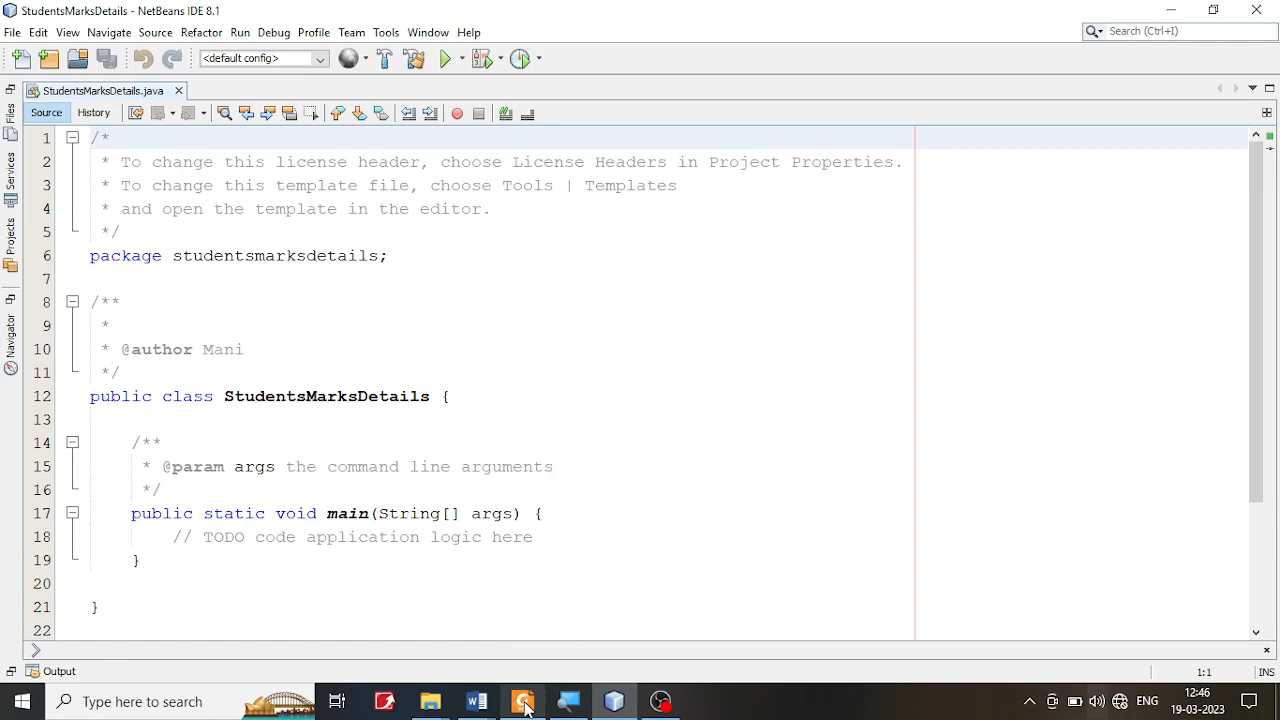 StudentsMarksDetails - NetBeans IDE 8.1
File Edit View Navigate Source Refactor Run Debug Profile Team Tools Window Help
Search (Ctrl+I)
<default config>
StudentsMarksDetails.java
Source History
Files
Services
Projects
Navigator
1 /*
2 * To change this license header, choose License Headers in Project Properties.
3 * To change this template file, choose Tools | Templates
4 * and open the template in the editor.
5 */
6 package studentsmarksdetails;
7
8 /**
9 *
10 * @author Mani
11 */
12 public class StudentsMarksDetails {
13
14 /**
15 * @param args the command line arguments
16 */
17 public static void main(String[] args) {
18 // TODO code application logic here
19 }
20
21 }
22
Output
1:1 INS
Type here to search
ENG
12:46
19-03-2023